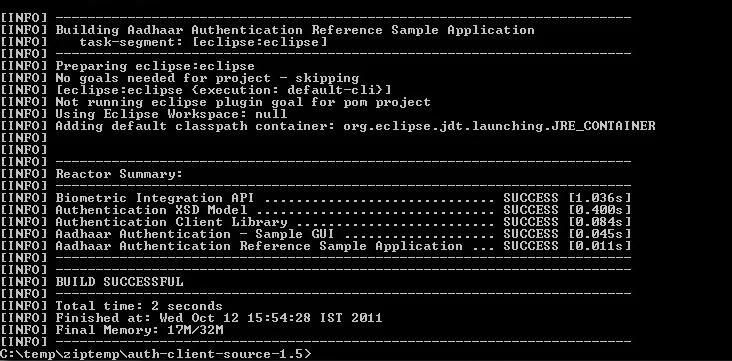 [INFO] ------------------------------------------------------------------------
[INFO] Building Aadhaar Authentication Reference Sample Application
[INFO]    task-segment: [eclipse:eclipse]
[INFO] ------------------------------------------------------------------------
[INFO] Preparing eclipse:eclipse
[INFO] No goals needed for project - skipping
[INFO] [eclipse:eclipse {execution: default-cli}]
[INFO] Not running eclipse plugin goal for pom project
[INFO] Using Eclipse Workspace: null
[INFO] Adding default classpath container: org.eclipse.jdt.launching.JRE_CONTAINER
[INFO]
[INFO]
[INFO] ------------------------------------------------------------------------
[INFO] Reactor Summary:
[INFO] ------------------------------------------------------------------------
[INFO] Biometric Integration API ............................. SUCCESS [1.036s]
[INFO] Authentication XSD Model .............................. SUCCESS [0.400s]
[INFO] Authentication Client Library ......................... SUCCESS [0.084s]
[INFO] Aadhaar Authentication - Sample GUI ................... SUCCESS [0.045s]
[INFO] Aadhaar Authentication Reference Sample Application ... SUCCESS [0.011s]
[INFO] ------------------------------------------------------------------------
[INFO] ------------------------------------------------------------------------
[INFO] BUILD SUCCESSFUL
[INFO] ------------------------------------------------------------------------
[INFO] Total time: 2 seconds
[INFO] Finished at: Wed Oct 12 15:54:28 IST 2011
[INFO] Final Memory: 17M/32M
[INFO] ------------------------------------------------------------------------
C:\temp\ziptemp\auth-client-source-1.5>